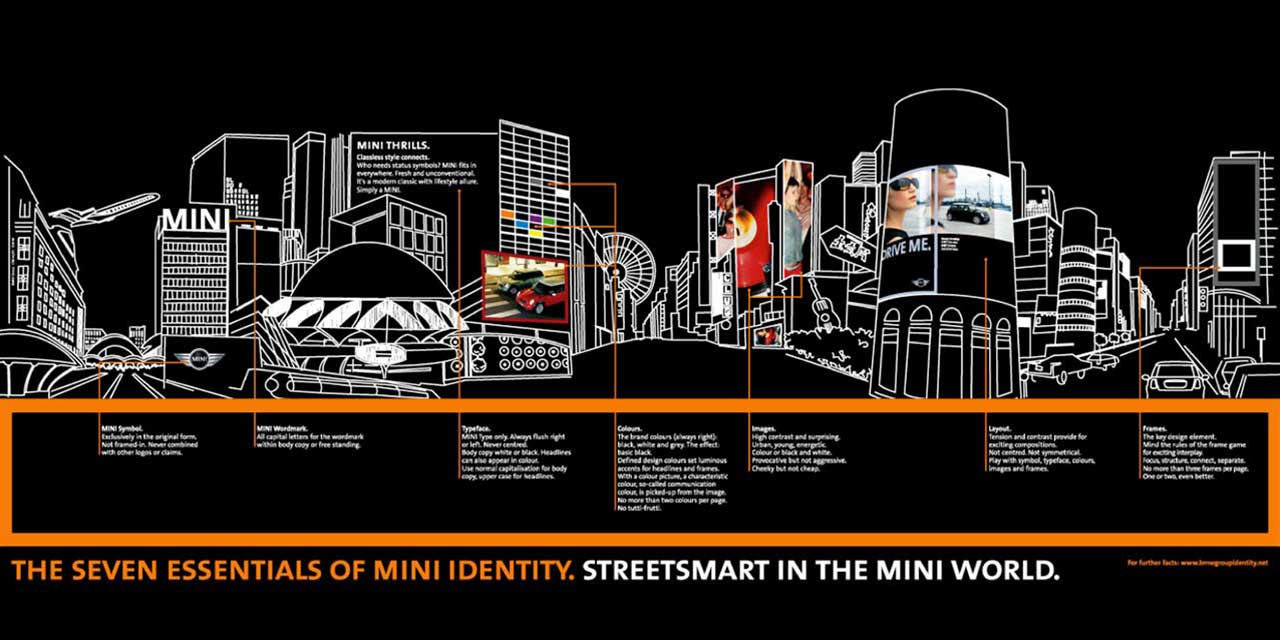 MINI THRILLS.
Classless style connects.
Who needs status symbols? MINI fits in
everywhere. Fresh and unconventional.
It's a modern classic with lifestyle allure.
Simply a MINI.
MINI
MINI
DRIVE ME.
MINI Symbol.
Exclusively in the original form.
Not framed-in. Never combined
with other logos or claims.
MINI Wordmark.
All capital letters for the wordmark
within body copy or free standing.
Typeface.
MINI Type only. Always flush right
or left. Never centred.
Body copy white or black. Headlines
can also appear in colour.
Use normal capitalisation for body
copy, upper case for headlines.
Colours.
The brand colours (always right):
black, white and grey. The effect:
basic black.
Defined design colours set luminous
accents for headlines and frames.
With a colour picture, a characteristic
colour, so-called communication
colour, is picked-up from the image.
No more than two colours per page.
No tutti-frutti.
Images.
High contrast and surprising.
Urban, young, energetic.
Colour or black and white.
Provocative but not aggressive.
Cheeky but not cheap.
Layout.
Tension and contrast provide for
exciting compositions.
Not centred. Not symmetrical.
Play with symbol, typeface, colours,
images and frames.
Frames.
The key design element.
Mind the rules of the frame game
for exciting interplay.
Focus, structure, connect, separate.
No more than three frames per page.
One or two, even better.
THE SEVEN ESSENTIALS OF MINI IDENTITY. STREETSMART IN THE MINI WORLD.
For further facts: www.bmwgroupidentity.net